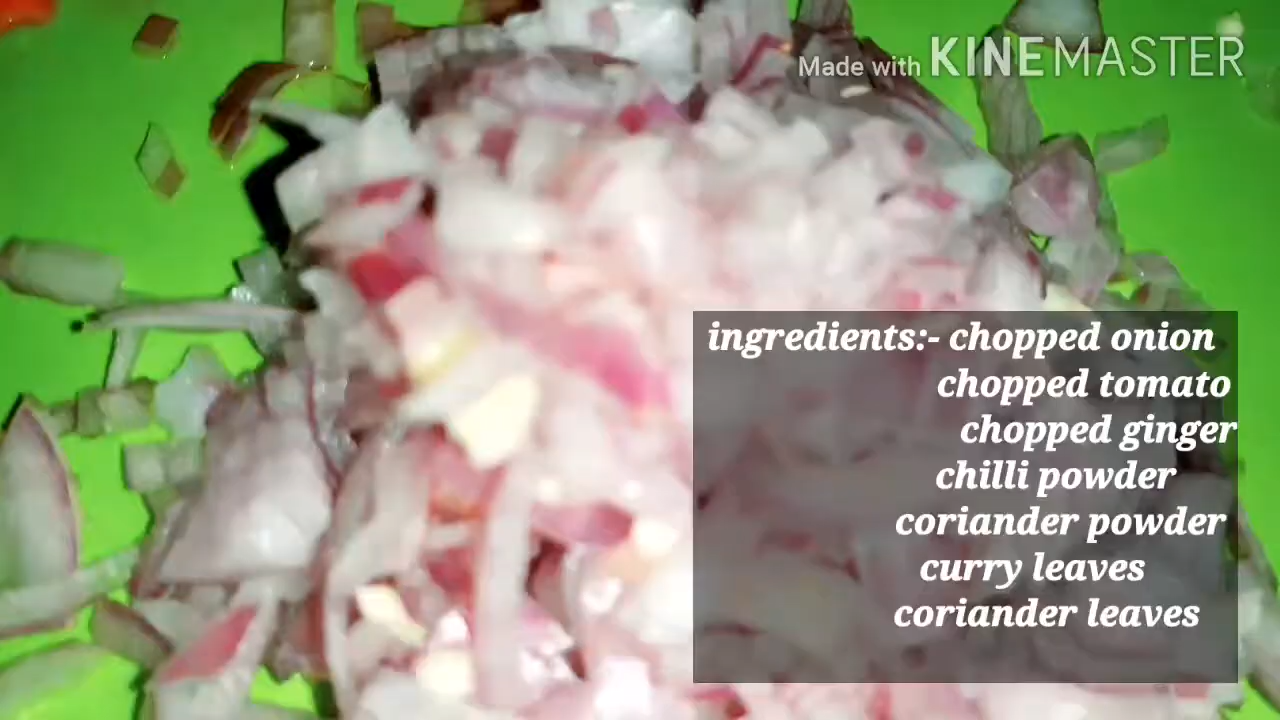 Made with KINEMASTER
ingredients:- chopped onion
chopped tomato
chopped ginger
chilli powder
coriander powder
curry leaves
coriander leaves